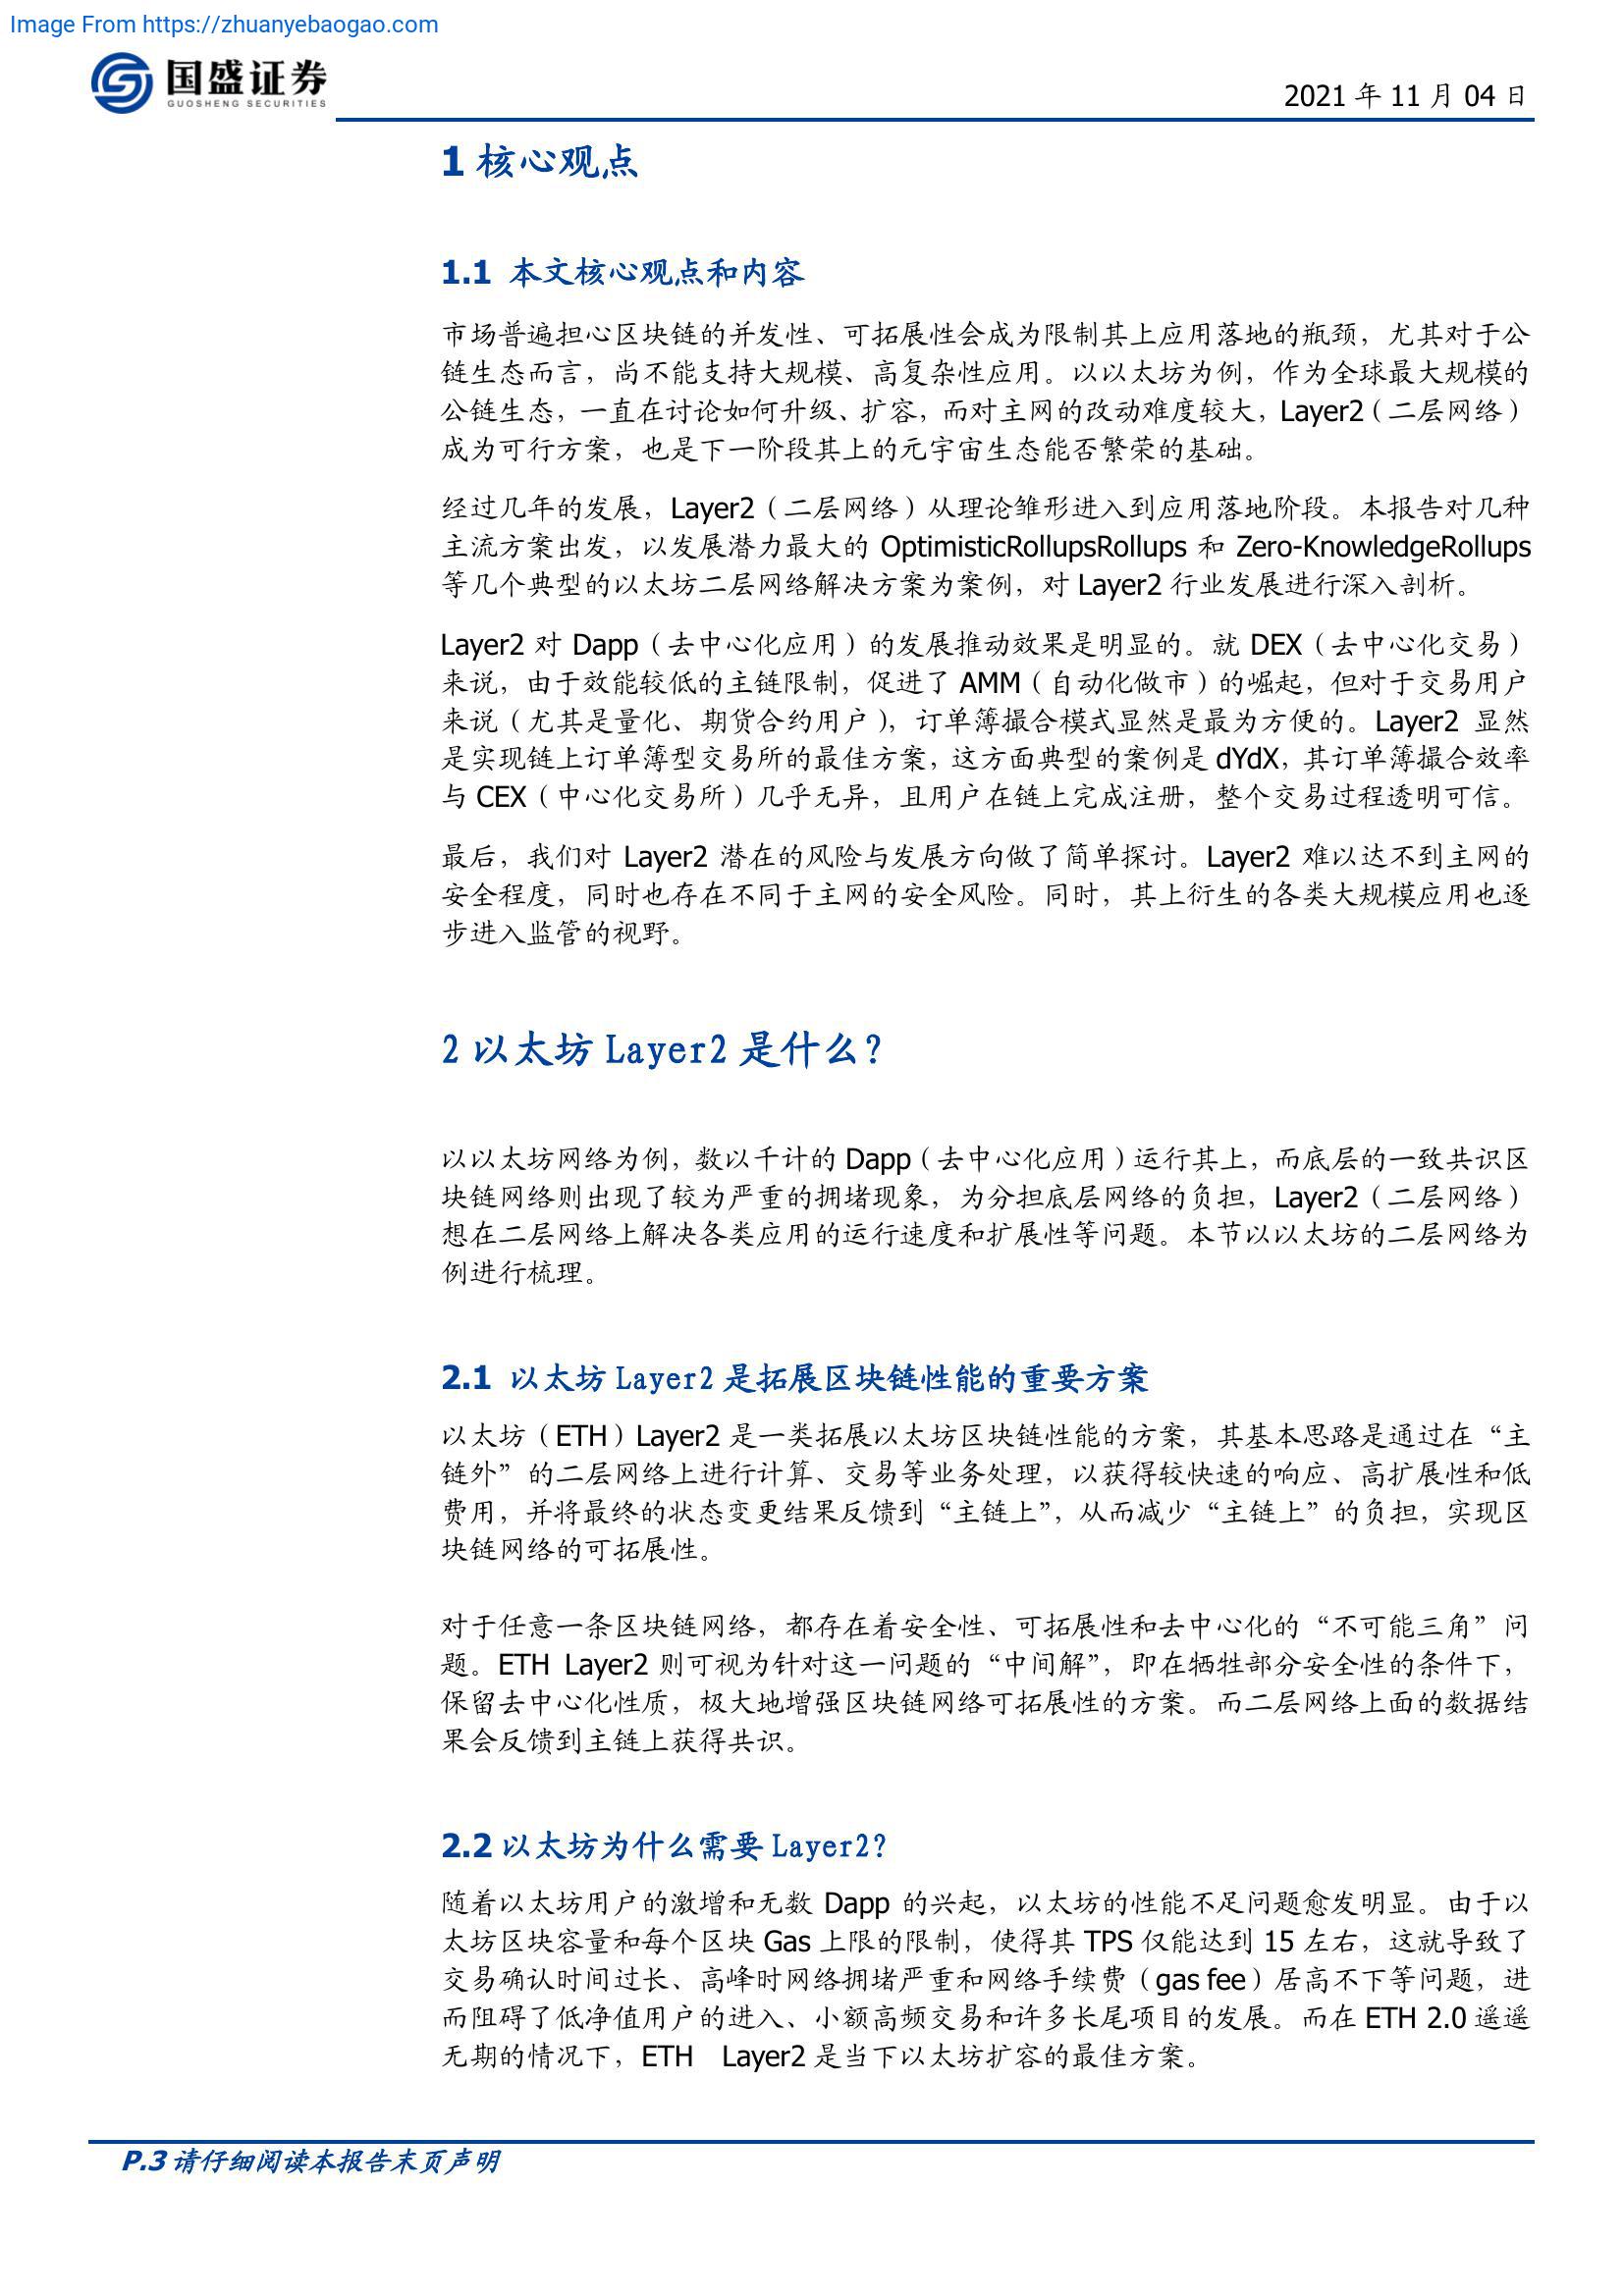 Image From https://zhuanyebaogao.com
国盛证券
GUOSHENG SECURITIES
2021 年 11 月 04 日
1 核心观点
1.1 本文核心观点和内容
市场普遍担心区块链的并发性、可拓展性会成为限制其上应用落地的瓶颈，尤其对于公
链生态而言，尚不能支持大规模、高复杂性应用。以以太坊为例，作为全球最大规模的
公链生态，一直在讨论如何升级、扩容，而对主网的改动难度较大，Layer2（二层网络）
成为可行方案，也是下一阶段其上的元宇宙生态能否繁荣的基础。
经过几年的发展，Layer2（二层网络）从理论雏形进入到应用落地阶段。本报告对几种
主流方案出发，以发展潜力最大的 OptimisticRollupsRollups 和 Zero-KnowledgeRollups
等几个典型的以太坊二层网络解决方案为案例，对 Layer2 行业发展进行深入剖析。
Layer2 对 Dapp（去中心化应用）的发展推动效果是明显的。就 DEX（去中心化交易）
来说，由于效能较低的主链限制，促进了 AMM（自动化做市）的崛起，但对于交易用户
来说（尤其是量化、期货合约用户），订单簿撮合模式显然是最为方便的。Layer2 显然
是实现链上订单簿型交易所的最佳方案，这方面典型的案例是 dYdX，其订单簿撮合效率
与 CEX（中心化交易所）几乎无异，且用户在链上完成注册，整个交易过程透明可信。
最后，我们对 Layer2 潜在的风险与发展方向做了简单探讨。Layer2 难以达不到主网的
安全程度，同时也存在不同于主网的安全风险。同时，其上衍生的各类大规模应用也逐
步进入监管的视野。
2 以太坊 Layer2 是什么？
以以太坊网络为例，数以千计的 Dapp（去中心化应用）运行其上，而底层的一致共识区
块链网络则出现了较为严重的拥堵现象，为分担底层网络的负担，Layer2（二层网络）
想在二层网络上解决各类应用的运行速度和扩展性等问题。本节以以太坊的二层网络为
例进行梳理。
2.1 以太坊 Layer2 是拓展区块链性能的重要方案
以太坊（ETH）Layer2 是一类拓展以太坊区块链性能的方案，其基本思路是通过在“主
链外”的二层网络上进行计算、交易等业务处理，以获得较快速的响应、高扩展性和低
费用，并将最终的状态变更结果反馈到“主链上”，从而减少“主链上”的负担，实现区
块链网络的可拓展性。
对于任意一条区块链网络，都存在着安全性、可拓展性和去中心化的“不可能三角”问
题。ETH Layer2 则可视为针对这一问题的“中间解”，即在牺牲部分安全性的条件下，
保留去中心化性质，极大地增强区块链网络可拓展性的方案。而二层网络上面的数据结
果会反馈到主链上获得共识。
2.2 以太坊为什么需要 Layer2？
随着以太坊用户的激增和无数 Dapp 的兴起，以太坊的性能不足问题愈发明显。由于以
太坊区块容量和每个区块 Gas 上限的限制，使得其 TPS 仅能达到 15 左右，这就导致了
交易确认时间过长、高峰时网络拥堵严重和网络手续费（gas fee）居高不下等问题，进
而阻碍了低净值用户的进入、小额高频交易和许多长尾项目的发展。而在 ETH 2.0 遥遥
无期的情况下，ETH Layer2 是当下以太坊扩容的最佳方案。
P.3 请仔细阅读本报告末页声明